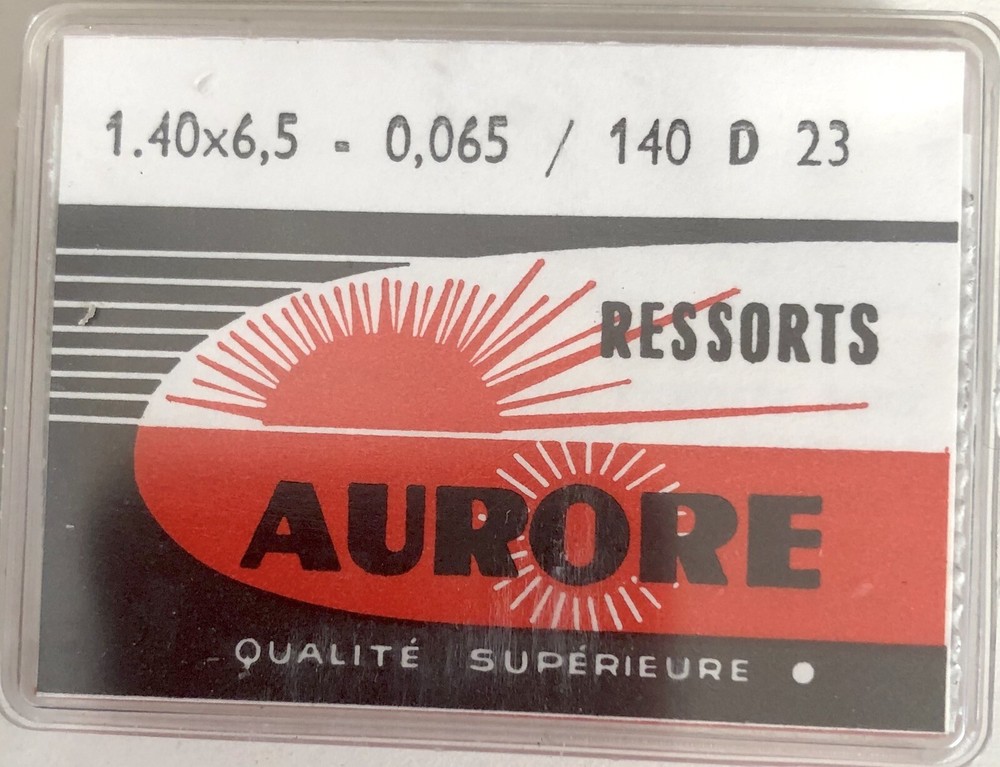 1.40x6,5 - 0,065 / 140 D 23
RESSORTS
AURORE
QUALITÉ SUPÉRIEURE